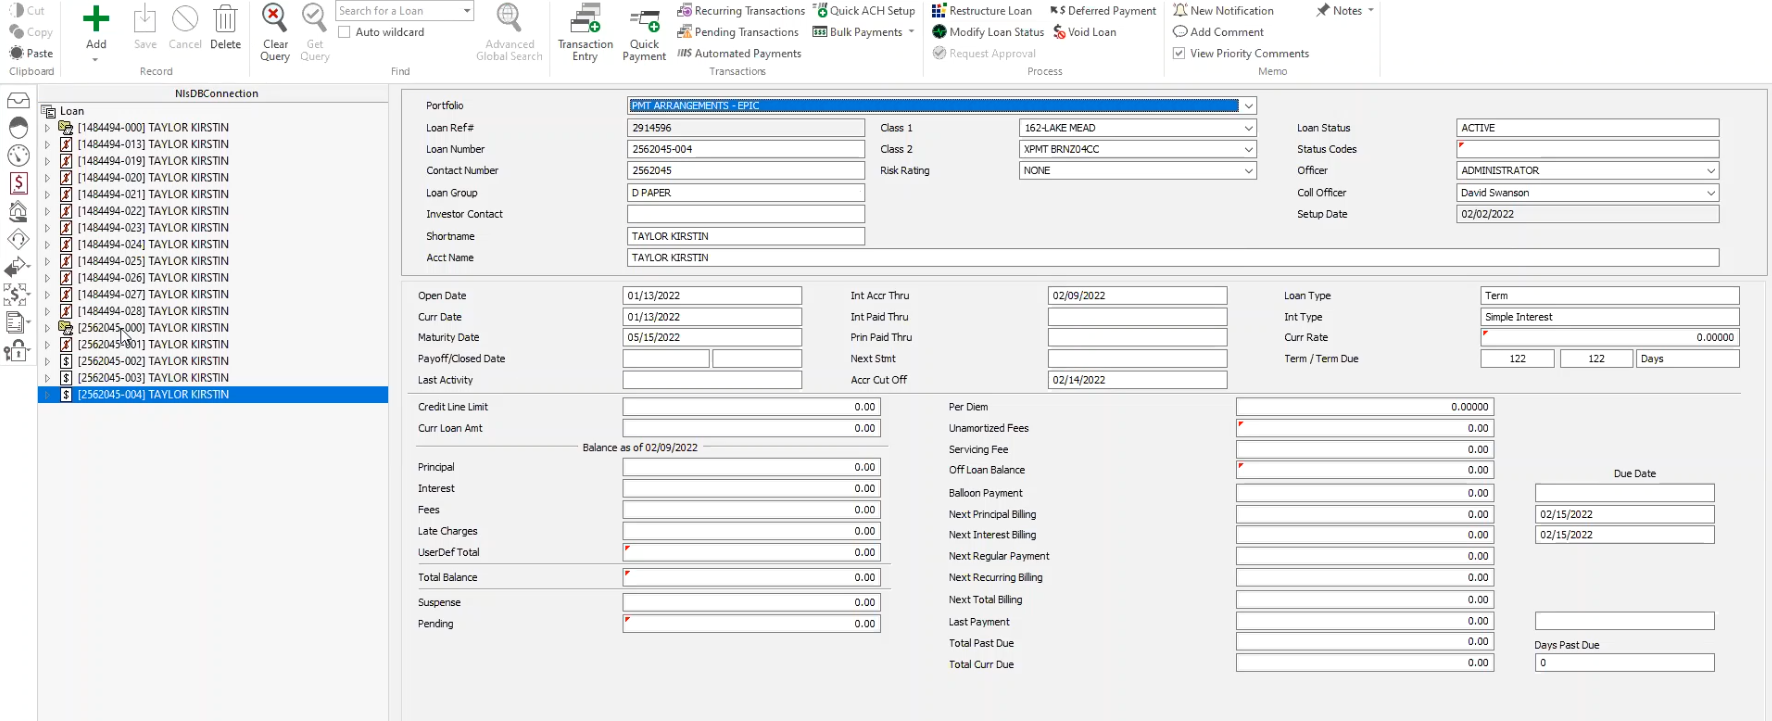 Cut
Copy
Paste
Clipboard
Add
Save
Cancel
Delete
Record
Clear Query
Get Query
Search for a Loan
Auto wildcard
Advanced Global Search
Find
Transaction Entry
Quick Payment
Recurring Transactions
Pending Transactions
Automated Payments
Quick ACH Setup
Bulk Payments
Transactions
Restructure Loan
Modify Loan Status
Request Approval
Deferred Payment
Void Loan
Process
New Notification
Add Comment
View Priority Comments
Memo
Notes
NlsDBConnection
Loan
[1484494-000] TAYLOR KIRSTIN
[1484494-013] TAYLOR KIRSTIN
[1484494-019] TAYLOR KIRSTIN
[1484494-020] TAYLOR KIRSTIN
[1484494-021] TAYLOR KIRSTIN
[1484494-022] TAYLOR KIRSTIN
[1484494-023] TAYLOR KIRSTIN
[1484494-024] TAYLOR KIRSTIN
[1484494-025] TAYLOR KIRSTIN
[1484494-026] TAYLOR KIRSTIN
[1484494-027] TAYLOR KIRSTIN
[1484494-028] TAYLOR KIRSTIN
[2562045-000] TAYLOR KIRSTIN
[2562045-001] TAYLOR KIRSTIN
[2562045-002] TAYLOR KIRSTIN
[2562045-003] TAYLOR KIRSTIN
[2562045-004] TAYLOR KIRSTIN
Portfolio PMT ARRANGEMENTS - EPIC
Loan Ref# 2914596 Class 1 162-LAKE MEAD Loan Status ACTIVE
Loan Number 2562045-004 Class 2 XPMT BRNZ04CC Status Codes
Contact Number 2562045 Risk Rating NONE Officer ADMINISTRATOR
Loan Group D PAPER Coll Officer David Swanson
Investor Contact Setup Date 02/02/2022
Shortname TAYLOR KIRSTIN
Acct Name TAYLOR KIRSTIN
Open Date 01/13/2022 Int Accr Thru 02/09/2022 Loan Type Term
Curr Date 01/13/2022 Int Paid Thru Int Type Simple Interest
Maturity Date 05/15/2022 Prin Paid Thru Curr Rate 0.00000
Payoff/Closed Date Next Stmt Term / Term Due 122 122 Days
Last Activity Accr Cut Off 02/14/2022
Credit Line Limit 0.00 Per Diem 0.00000
Curr Loan Amt 0.00 Unamortized Fees 0.00
Balance as of 02/09/2022 Servicing Fee 0.00
Principal 0.00 Off Loan Balance 0.00 Due Date
Interest 0.00 Balloon Payment 0.00
Fees 0.00 Next Principal Billing 0.00 02/15/2022
Late Charges 0.00 Next Interest Billing 0.00 02/15/2022
UserDef Total 0.00 Next Regular Payment 0.00
Total Balance 0.00 Next Recurring Billing 0.00
Suspense 0.00 Next Total Billing 0.00
Pending 0.00 Last Payment 0.00
Total Past Due 0.00 Days Past Due
Total Curr Due 0.00 0